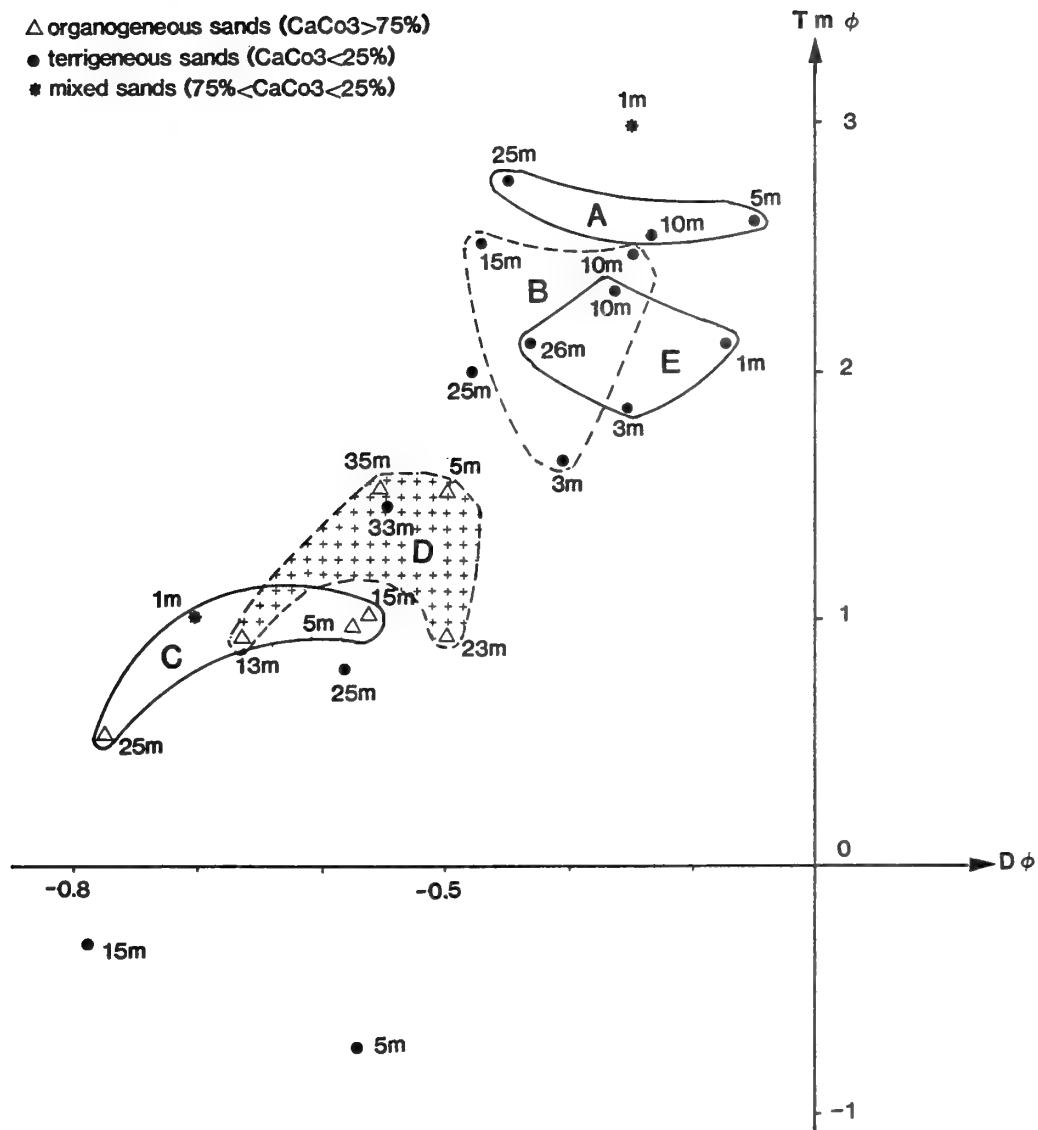 △ organogeneous sands (CaCo3>75%)
● terrigeneous sands (CaCo3<25%)
✱ mixed sands (75%<CaCo3<25%)
T m φ
1m
3
25m
A
5m
10m
15m
10m
B
10m
26m
E
1m
2
25m
3m
3m
35m
5m
33m
D
1m
15m
1
5m
C
13m
23m
25m
25m
0
D φ
-0.8
-0.5
15m
5m
-1